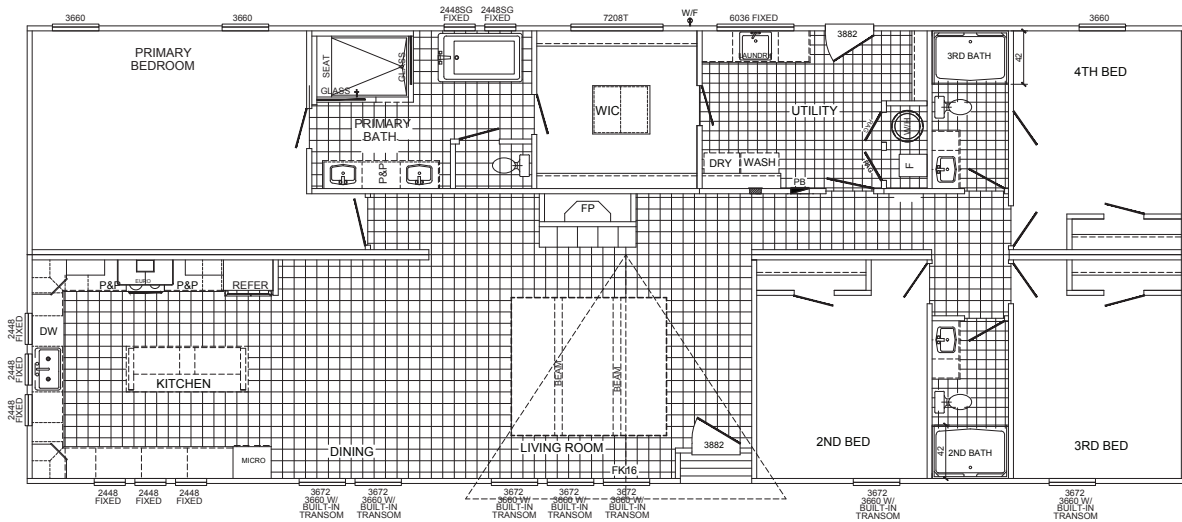 3660
3660
2448SG
FIXED
2448SG
FIXED
7208T
W/F
6036 FIXED
3660
PRIMARY
BEDROOM
SEAT
GLASS
GLASS
PRIMARY
BATH
P&P
WIC
LAUNDRY
3882
UTILITY
W/H
F
DRY
WASH
PB
3RD BATH
42
4TH BED
FP
P&P
EURO
P&P
REFER
DW
2448
FIXED
2448
FIXED
2448
FIXED
KITCHEN
MICRO
DINING
BEAM
BEAM
LIVING ROOM
FK16
3882
2ND BED
42
2ND BATH
3RD BED
2448
FIXED
2448
FIXED
2448
FIXED
3672
3660 W/
BUILT-IN
TRANSOM
3672
3660 W/
BUILT-IN
TRANSOM
3672
3660 W/
BUILT-IN
TRANSOM
3672
3660 W/
BUILT-IN
TRANSOM
3672
3660 W/
BUILT-IN
TRANSOM
3672
3660 W/
BUILT-IN
TRANSOM
3672
3660 W/
BUILT-IN
TRANSOM